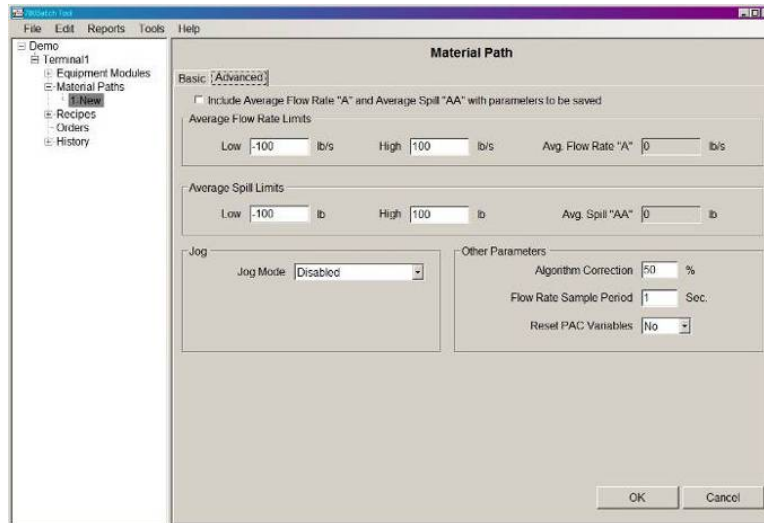 780Batch Tool
File Edit Reports Tools Help
Demo
Terminal1
Equipment Modules
Material Paths
1-New
Recipes
Orders
History
Material Path
Basic Advanced
Include Average Flow Rate "A" and Average Spill "AA" with parameters to be saved
Average Flow Rate Limits
Low -100 lb/s High 100 lb/s Avg. Flow Rate "A" 0 lb/s
Average Spill Limits
Low -100 lb High 100 lb Avg. Spill "AA" 0 lb
Jog
Jog Mode Disabled
Other Parameters
Algorithm Correction 50 %
Flow Rate Sample Period 1 Sec.
Reset PAC Variables No
OK Cancel